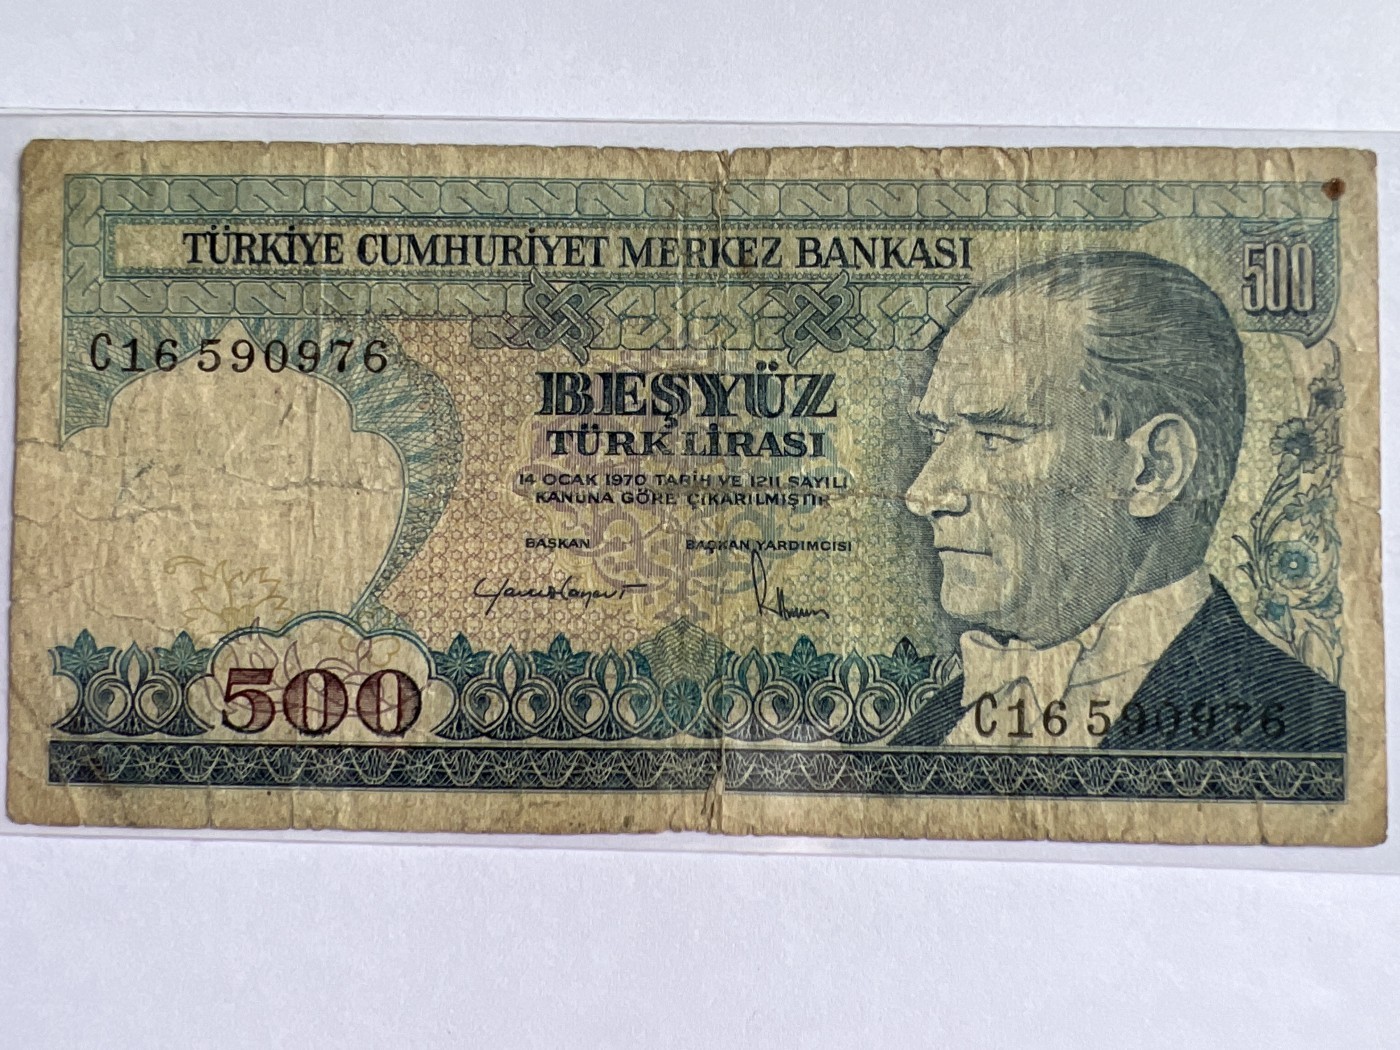 TÜRKİYE CUMHURİYET MERKEZ BANKASI
500
C16 590976
BEŞYÜZ
TÜRK LİRASI
14 OCAK 1970 TARİH VE 1211 SAYILI
KANUNA GÖRE ÇIKARILMIŞTIR
BAŞKAN BAŞKAN YARDIMCISI
500
C16 590976